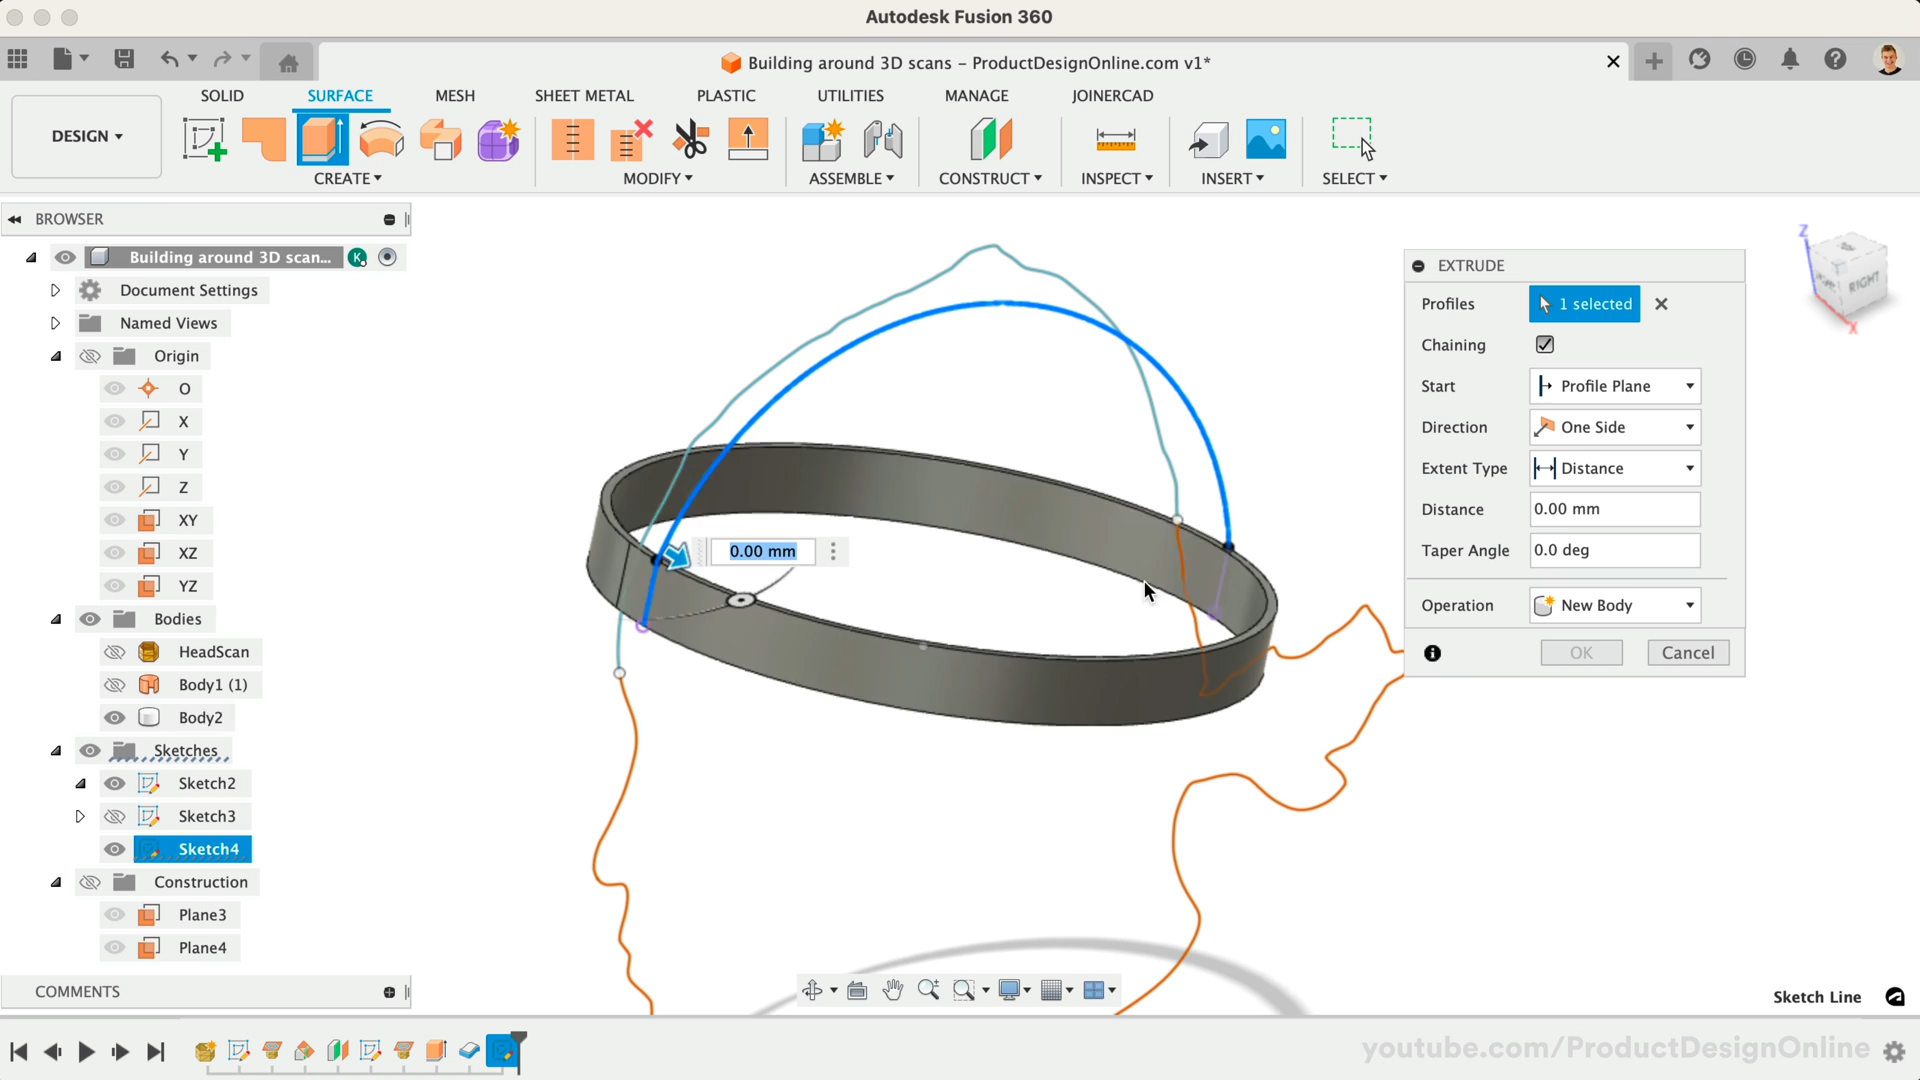 Autodesk Fusion 360
Building around 3D scans – ProductDesignOnline.com v1*
SOLID SURFACE MESH SHEET METAL PLASTIC UTILITIES MANAGE JOINERCAD
DESIGN
CREATE MODIFY ASSEMBLE CONSTRUCT INSPECT INSERT SELECT
BROWSER
Building around 3D scan... K
Document Settings
Named Views
Origin
O
X
Y
Z
XY
XZ
YZ
Bodies
HeadScan
Body1 (1)
Body2
Sketches
Sketch2
Sketch3
Sketch4
Construction
Plane3
Plane4
COMMENTS
0.00 mm
Z
RIGHT
X
EXTRUDE
Profiles 1 selected
Chaining
Start Profile Plane
Direction One Side
Extent Type Distance
Distance 0.00 mm
Taper Angle 0.0 deg
Operation New Body
OK Cancel
Sketch Line
youtube.com/ProductDesignOnline